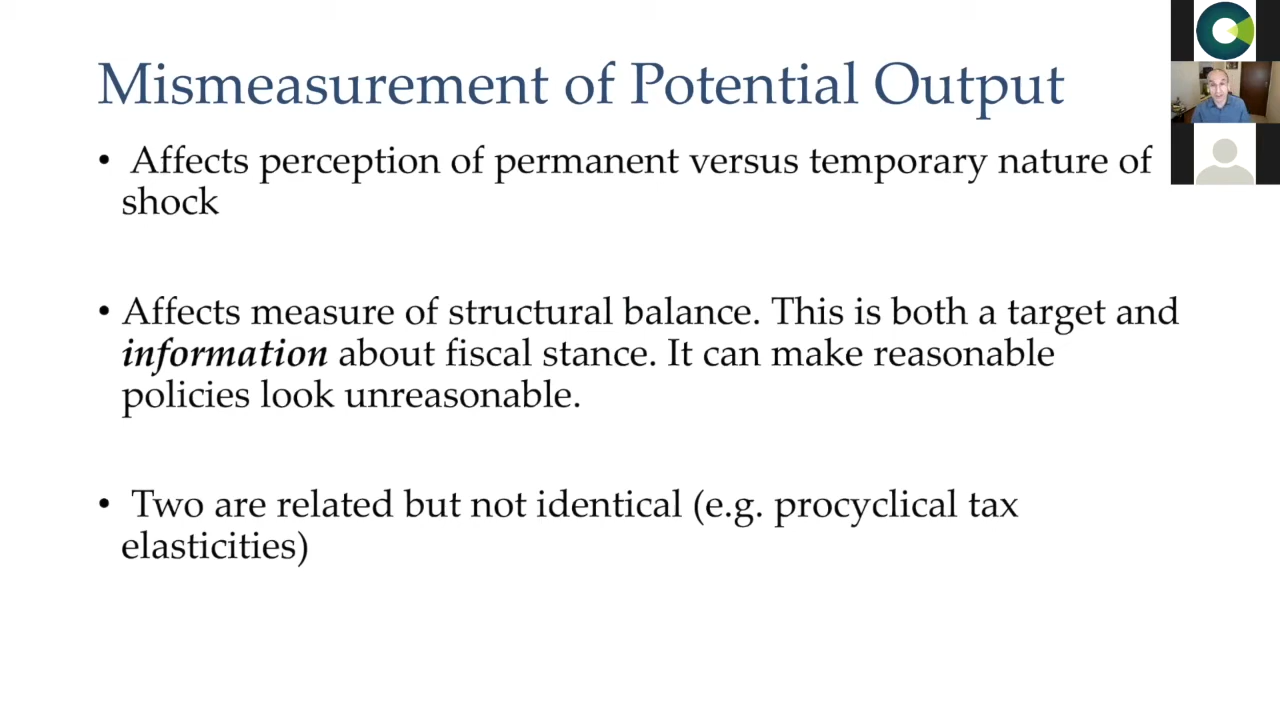 Mismeasurement of Potential Output
• Affects perception of permanent versus temporary nature of
shock
• Affects measure of structural balance. This is both a target and
information about fiscal stance. It can make reasonable
policies look unreasonable.
• Two are related but not identical (e.g. procyclical tax
elasticities)